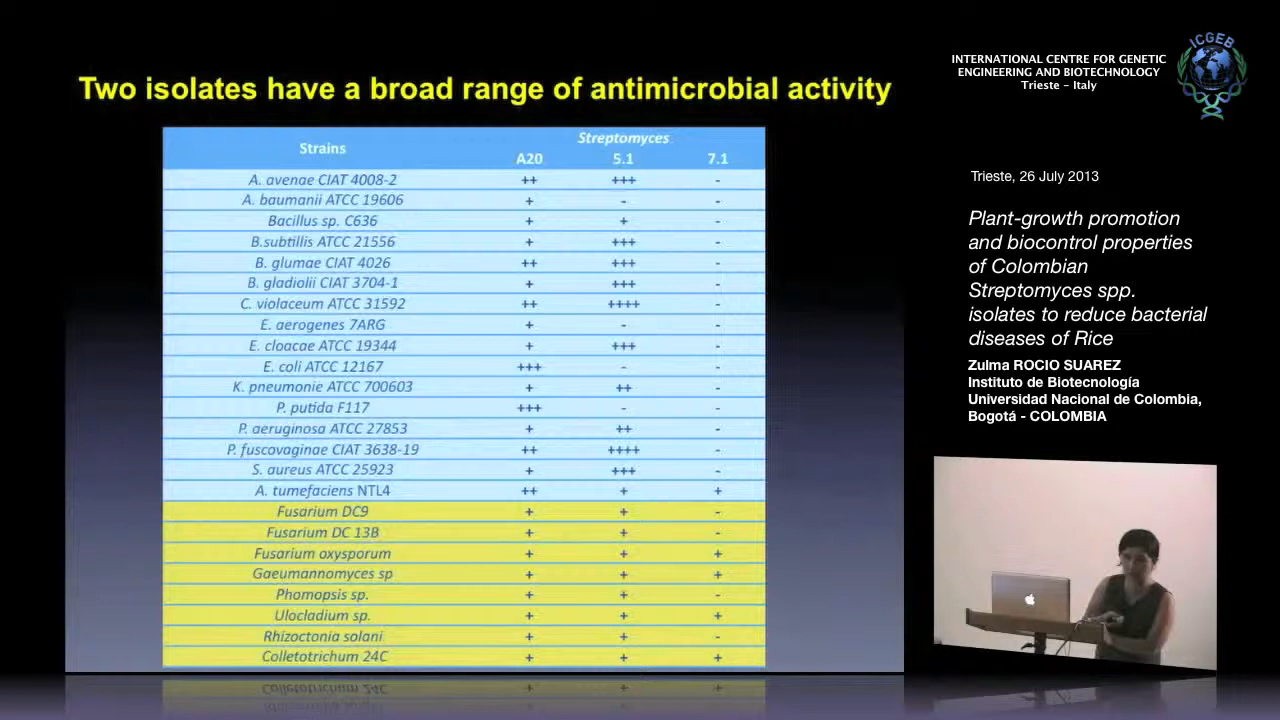 Two isolates have a broad range of antimicrobial activity
Strains Streptomyces
A20 5.1 7.1
A. avenae CIAT 4008-2 ++ +++ -
A. baumanii ATCC 19606 + - -
Bacillus sp. C636 + + -
B.subtillis ATCC 21556 + +++ -
B. glumae CIAT 4026 ++ +++ -
B. gladiolii CIAT 3704-1 + +++ -
C. violaceum ATCC 31592 ++ ++++ -
E. aerogenes 7ARG + - -
E. cloacae ATCC 19344 + +++ -
E. coli ATCC 12167 +++ - -
K. pneumonie ATCC 700603 + ++ -
P. putida F117 +++ - -
P. aeruginosa ATCC 27853 + ++ -
P. fuscovaginae CIAT 3638-19 ++ ++++ -
S. aureus ATCC 25923 + +++ -
A. tumefaciens NTL4 ++ + +
Fusarium DC9 + + -
Fusarium DC 13B + + -
Fusarium oxysporum + + +
Gaeumannomyces sp + + +
Phomopsis sp. + + -
Ulocladium sp. + + +
Rhizoctonia solani + + -
Colletotrichum 24C + + +
INTERNATIONAL CENTRE FOR GENETIC
ENGINEERING AND BIOTECHNOLOGY
Trieste - Italy
ICGEB
Trieste, 26 July 2013
Plant-growth promotion
and biocontrol properties
of Colombian
Streptomyces spp.
isolates to reduce bacterial
diseases of Rice
Zulma ROCIO SUAREZ
Instituto de Biotecnología
Universidad Nacional de Colombia,
Bogotá - COLOMBIA